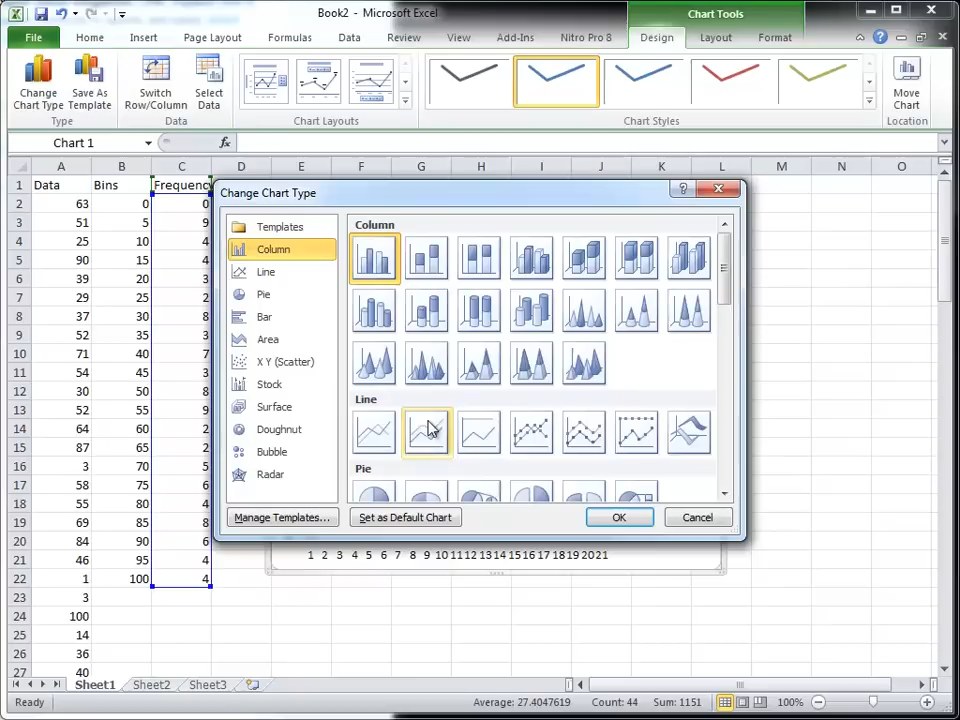 Book2 - Microsoft Excel
Chart Tools
File Home Insert Page Layout Formulas Data Review View Add-Ins Nitro Pro 8 Design Layout Format
Change Chart Type
Save As Template
Switch Row/Column
Select Data
Move Chart
Type Data Chart Layouts Chart Styles Location
Chart 1 fx
A B C D E F G H I J K L M N O
1 Data Bins Frequency
2 63 0 0
3 51 5 9
4 25 10 4
5 90 15 4
6 39 20 3
7 29 25 2
8 37 30 8
9 52 35 3
10 71 40 7
11 54 45 3
12 30 50 8
13 52 55 9
14 64 60 2
15 87 65 2
16 3 70 5
17 58 75 6
18 55 80 4
19 69 85 8
20 84 90 6
21 46 95 4
22 1 100 4
23 3
24 100
25 14
26 36
27 40
Change Chart Type
Templates
Column
Line
Pie
Bar
Area
X Y (Scatter)
Stock
Surface
Doughnut
Bubble
Radar
Column
Line
Pie
Manage Templates... Set as Default Chart OK Cancel
1 2 3 4 5 6 7 8 9 10 11 12 13 14 15 16 17 18 19 20 21
Sheet1 Sheet2 Sheet3
Ready Average: 27.4047619 Count: 44 Sum: 1151 100%